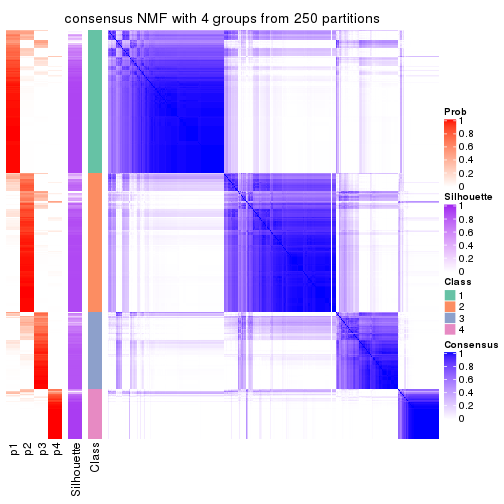 consensus NMF with 4 groups from 250 partitions
Prob
1
0.8
0.6
0.4
0.2
0
Silhouette
1
0.8
0.6
0.4
0.2
0
Class
1
2
3
4
Consensus
1
0.8
0.6
0.4
0.2
0
p1
p2
p3
p4
Silhouette
Class